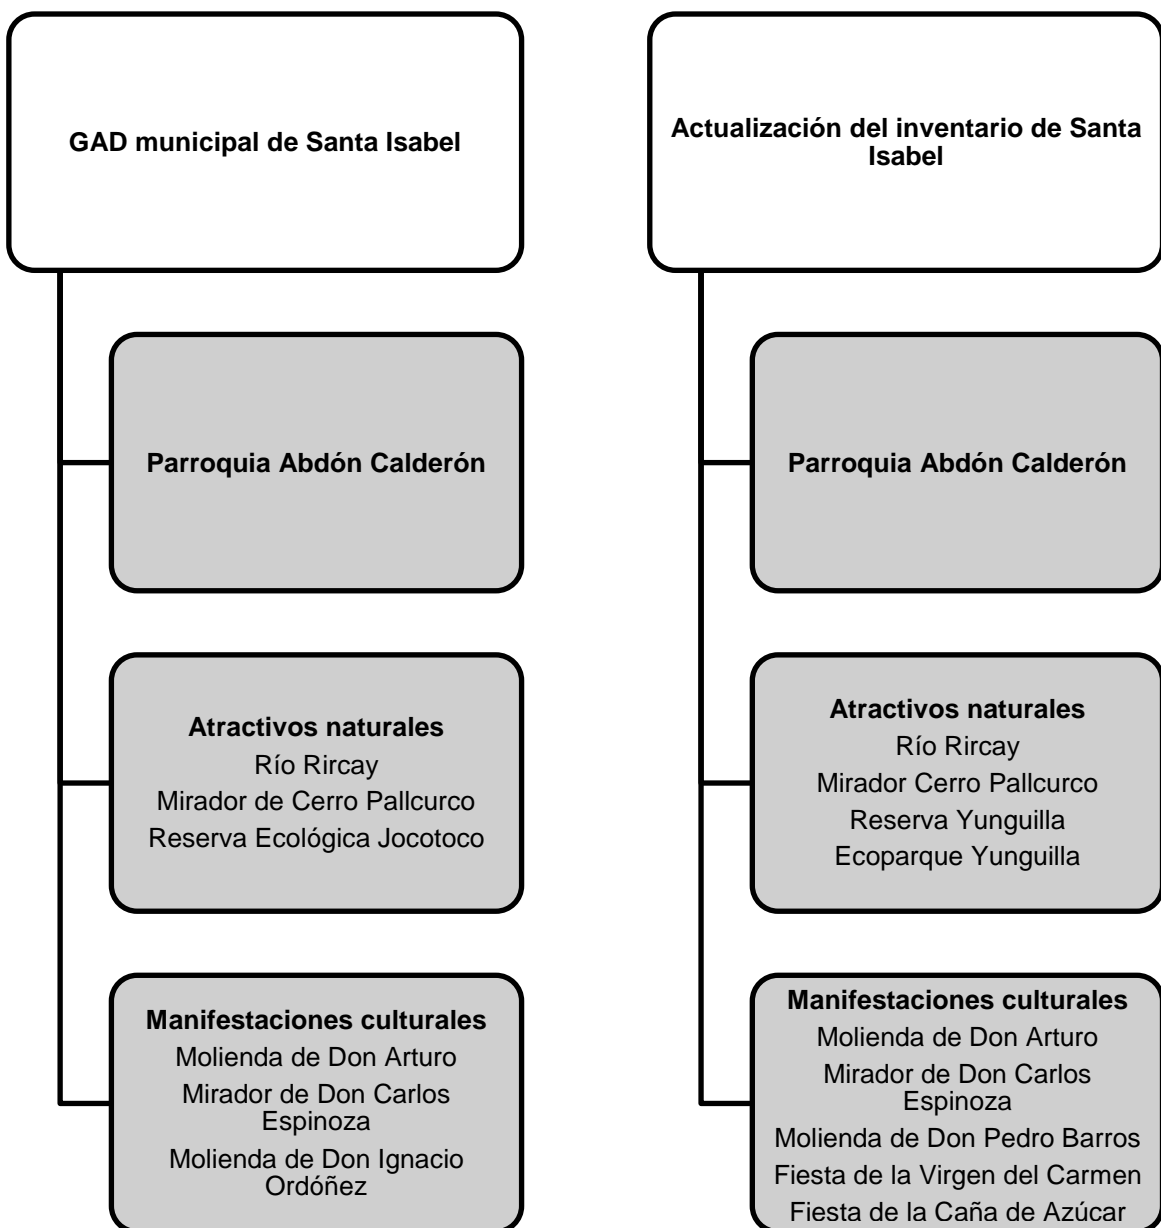 GAD municipal de Santa Isabel
Parroquia Abdón Calderón
Atractivos naturales
Río Rircay
Mirador de Cerro Pallcurco
Reserva Ecológica Jocotoco
Manifestaciones culturales
Molienda de Don Arturo
Mirador de Don Carlos
Espinoza
Molienda de Don Ignacio
Ordóñez
Actualización del inventario de Santa
Isabel
Parroquia Abdón Calderón
Atractivos naturales
Río Rircay
Mirador Cerro Pallcurco
Reserva Yunguilla
Ecoparque Yunguilla
Manifestaciones culturales
Molienda de Don Arturo
Mirador de Don Carlos
Espinoza
Molienda de Don Pedro Barros
Fiesta de la Virgen del Carmen
Fiesta de la Caña de Azúcar